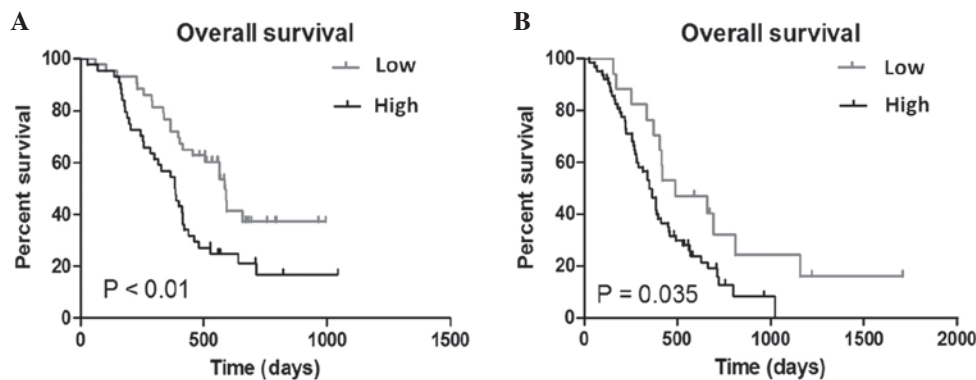 A
Overall survival
Low
High
100
80
60
40
20
0
Percent survival
P < 0.01
0
500
1000
1500
Time (days)
B
Overall survival
Low
High
100
80
60
40
20
0
Percent survival
P = 0.035
0
500
1000
1500
2000
Time (days)